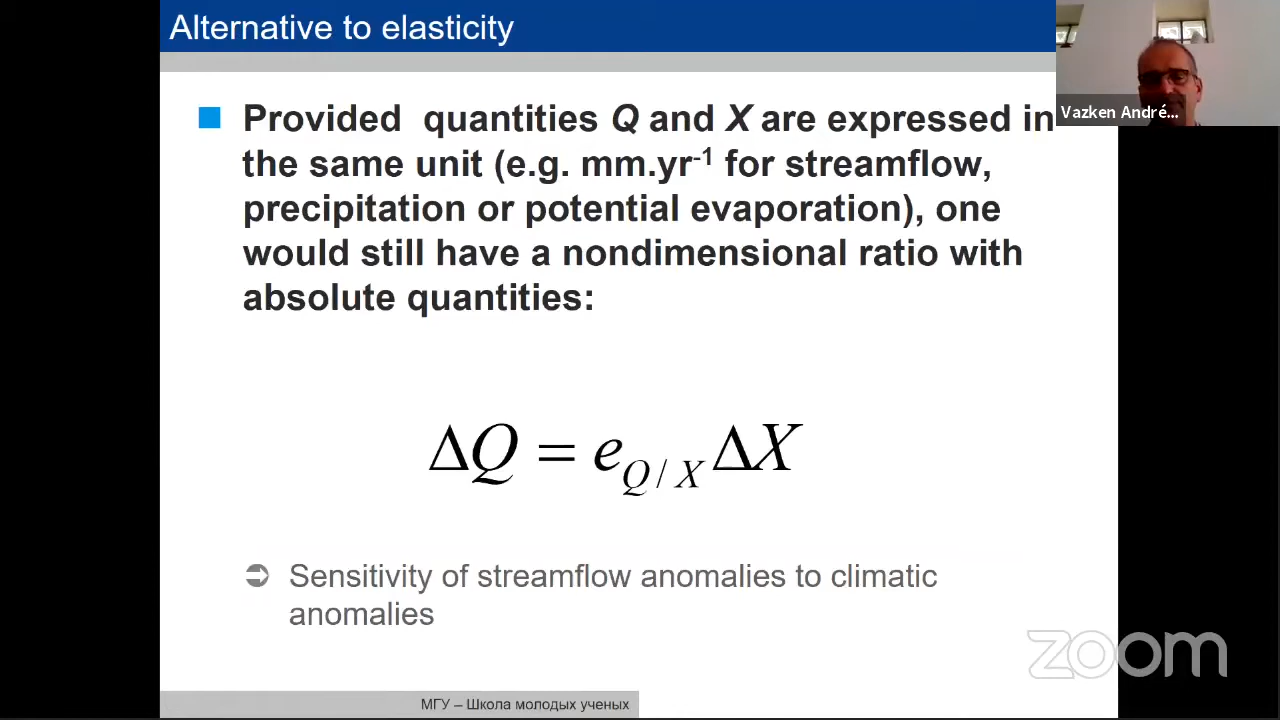 Alternative to elasticity
Provided quantities Q and X are expressed in
the same unit (e.g. mm.yr⁻¹ for streamflow,
precipitation or potential evaporation), one
would still have a nondimensional ratio with
absolute quantities:
ΔQ = e_{Q/X} ΔX
Sensitivity of streamflow anomalies to climatic
anomalies
МГУ – Школа молодых ученых
Vazken André...
zoom